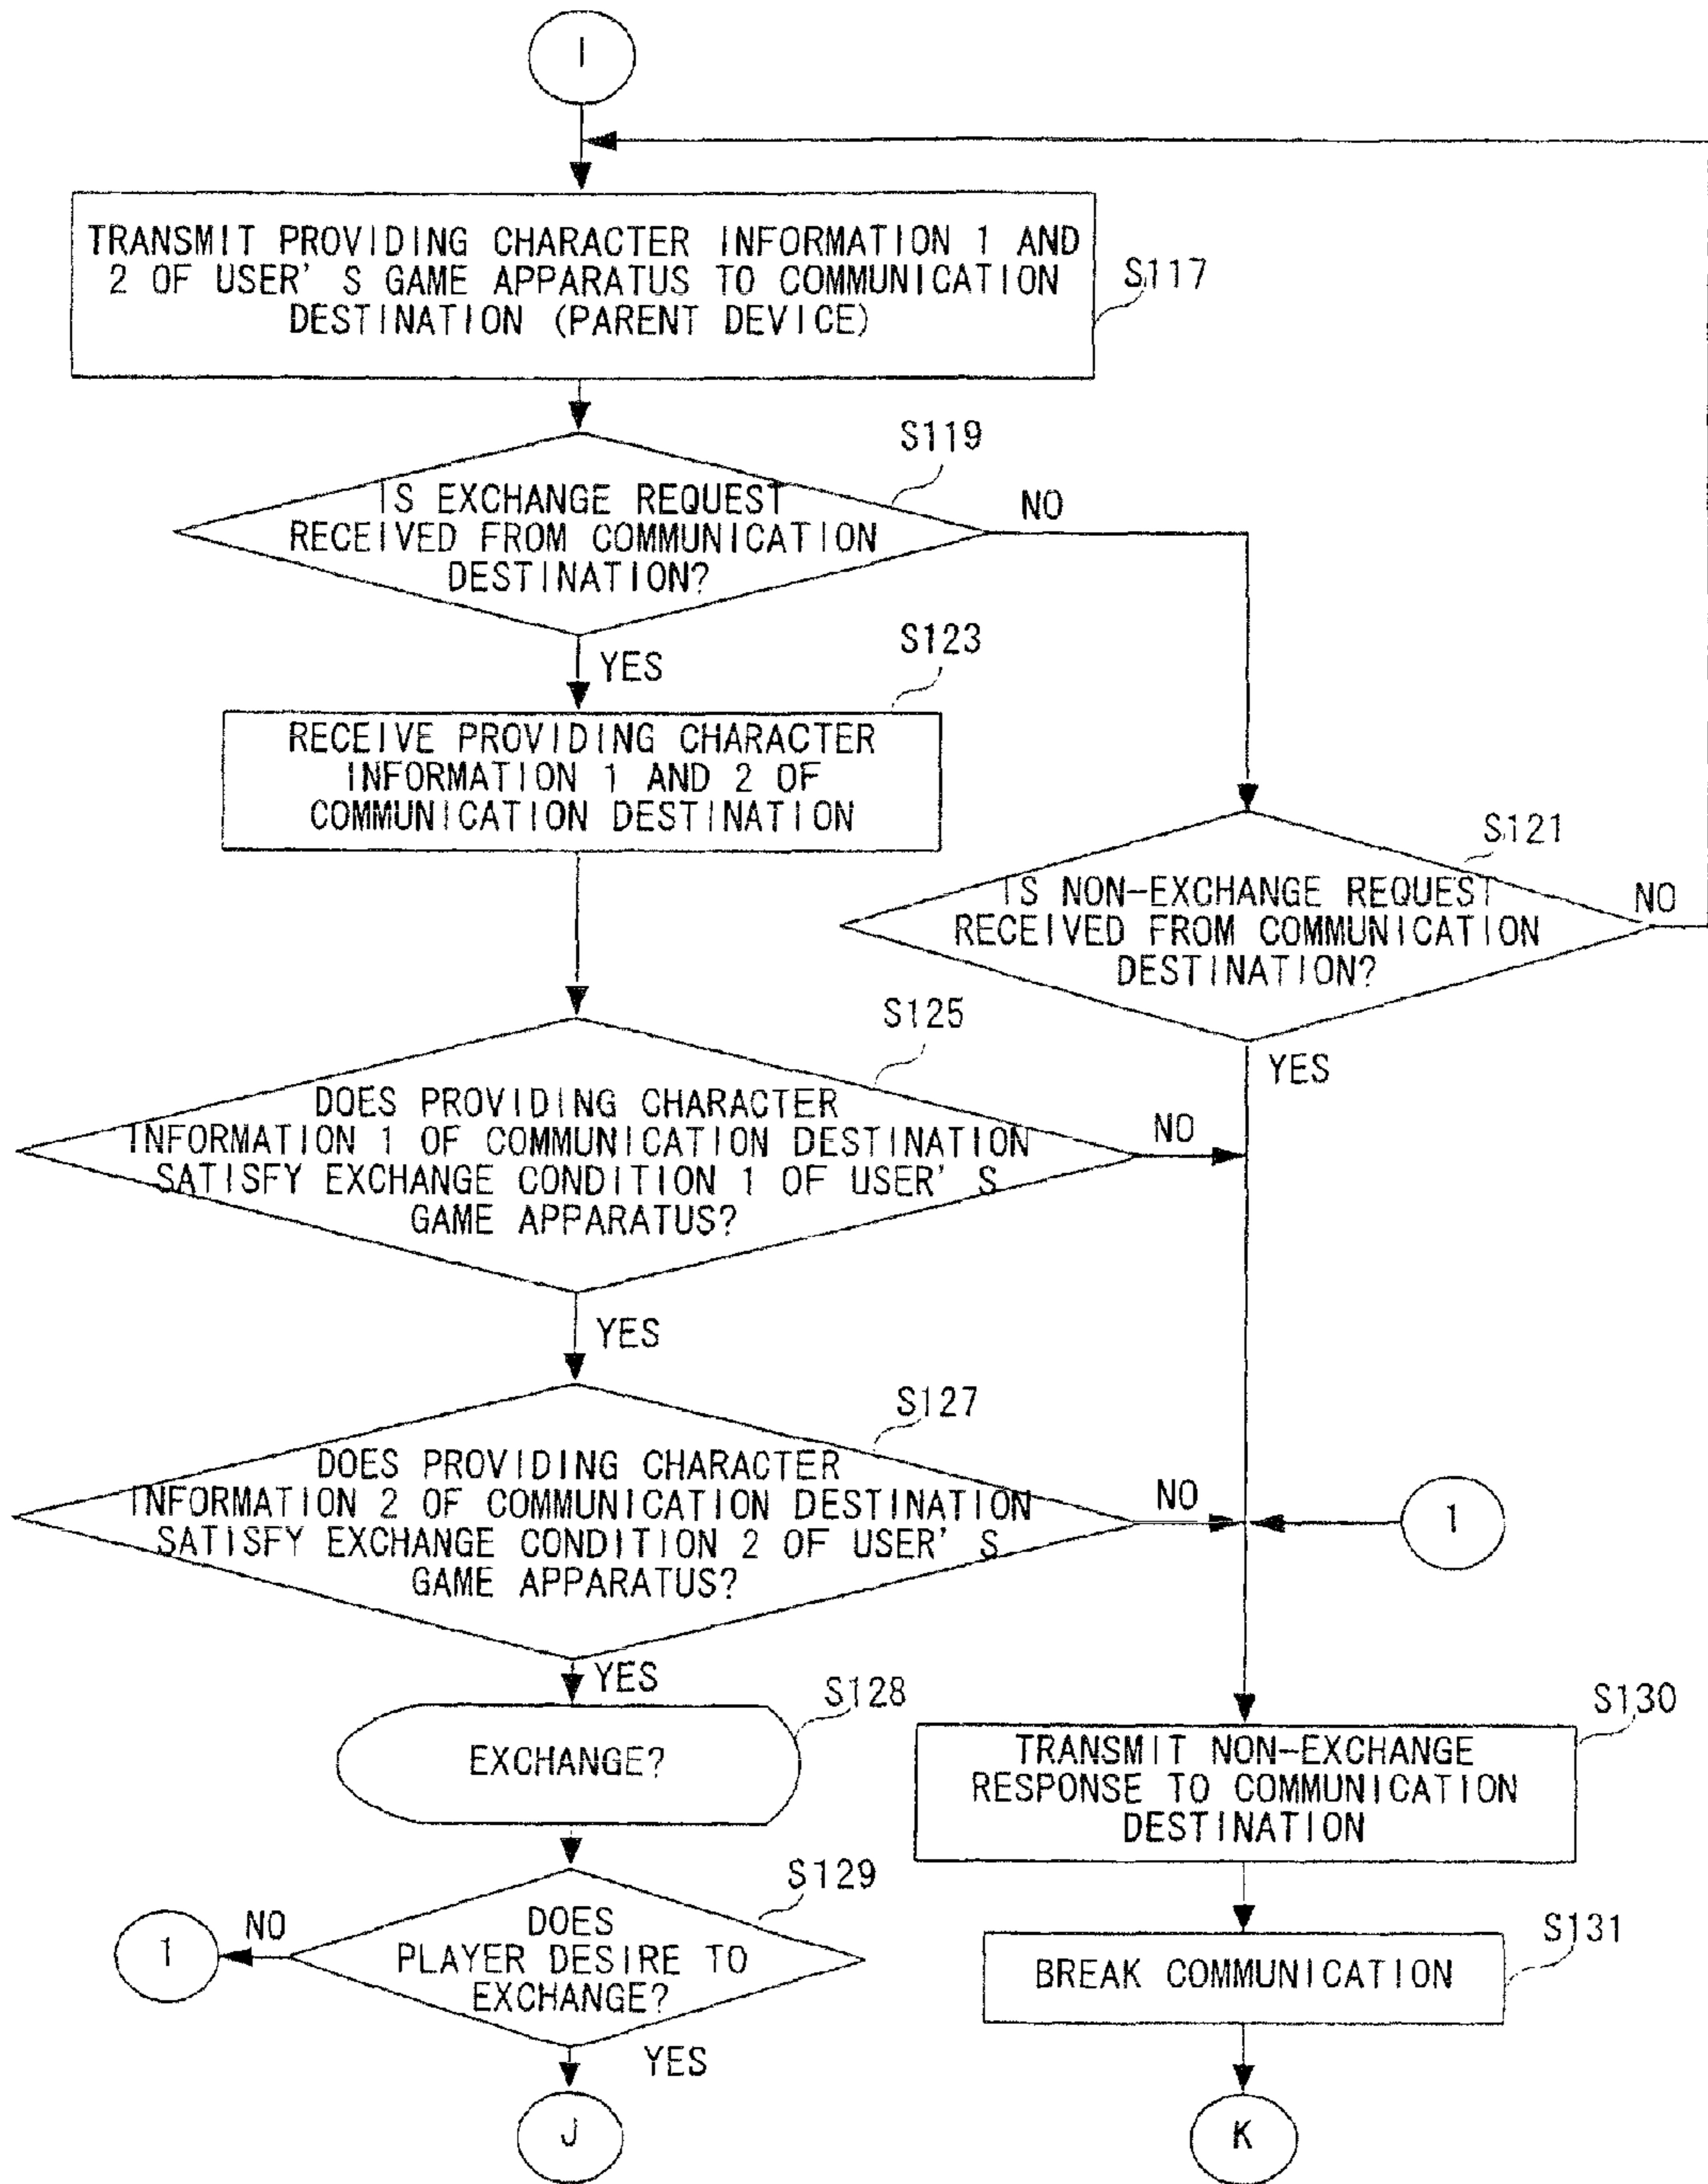 I
TRANSMIT PROVIDING CHARACTER INFORMATION 1 AND
2 OF USER' S GAME APPARATUS TO COMMUNICATION
DESTINATION (PARENT DEVICE)
S117
S119
IS EXCHANGE REQUEST
RECEIVED FROM COMMUNICATION
DESTINATION?
NO
YES
S123
RECEIVE PROVIDING CHARACTER
INFORMATION 1 AND 2 OF
COMMUNICATION DESTINATION
S121
IS NON-EXCHANGE REQUEST
RECEIVED FROM COMMUNICATION
DESTINATION?
NO
YES
S125
DOES PROVIDING CHARACTER
INFORMATION 1 OF COMMUNICATION DESTINATION
SATISFY EXCHANGE CONDITION 1 OF USER' S
GAME APPARATUS?
NO
YES
S127
DOES PROVIDING CHARACTER
INFORMATION 2 OF COMMUNICATION DESTINATION
SATISFY EXCHANGE CONDITION 2 OF USER' S
GAME APPARATUS?
NO
1
YES
S128
EXCHANGE?
S130
TRANSMIT NON-EXCHANGE
RESPONSE TO COMMUNICATION
DESTINATION
S129
DOES
PLAYER DESIRE TO
EXCHANGE?
NO
1
YES
S131
BREAK COMMUNICATION
J
K